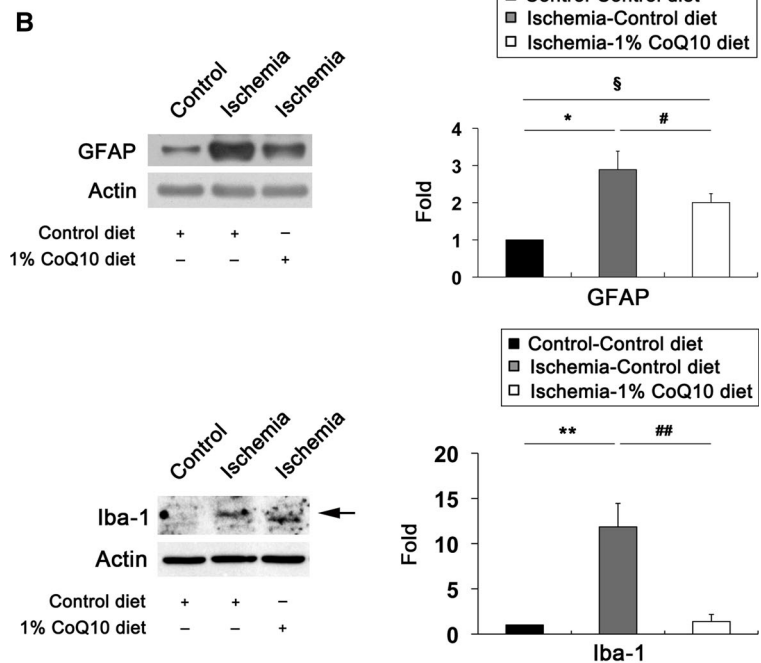 B
Control-Control diet
Ischemia-Control diet
Ischemia-1% CoQ10 diet
Control Ischemia Ischemia
GFAP
Actin
Control diet + + –
1% CoQ10 diet – – +
§
* #
4
3
2
1
0
Fold
GFAP
Control-Control diet
Ischemia-Control diet
Ischemia-1% CoQ10 diet
Control Ischemia Ischemia
Iba-1
Actin
Control diet + + –
1% CoQ10 diet – – +
** ##
20
15
10
5
0
Fold
Iba-1